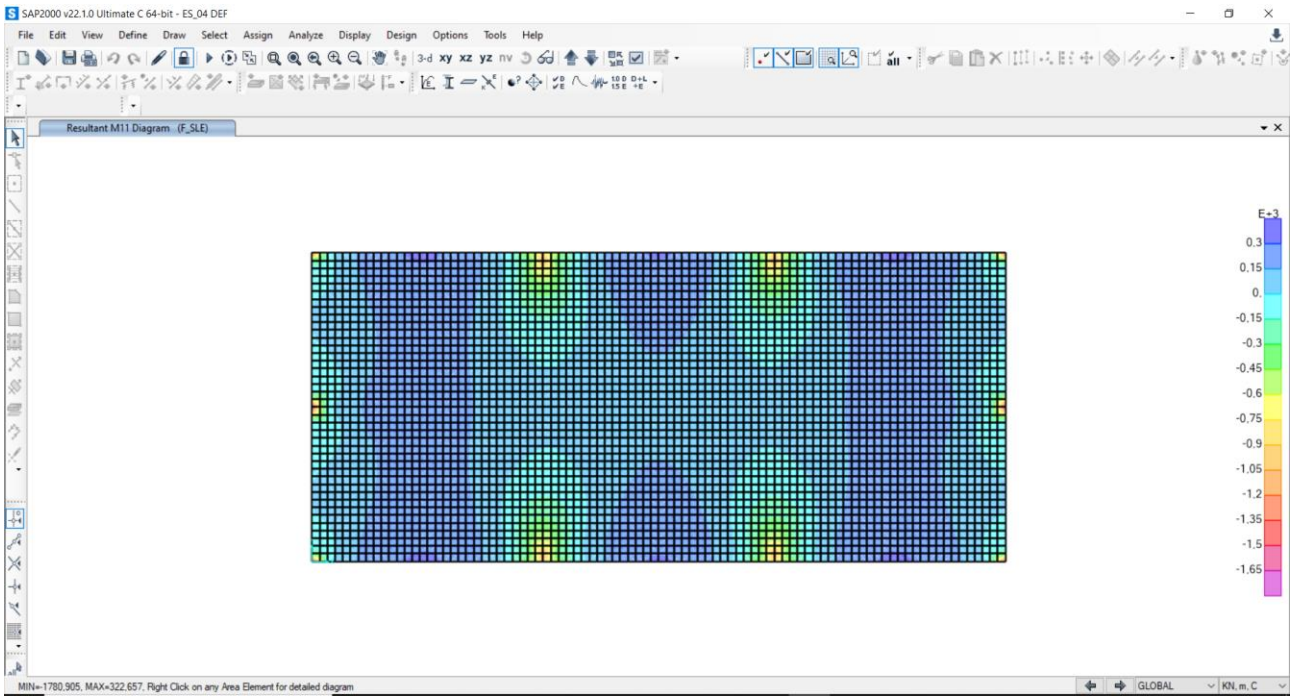 SAP2000 v22.1.0 Ultimate C 64-bit - ES_04 DEF
File Edit View Define Draw Select Assign Analyze Display Design Options Tools Help
3-d xy xz yz nv
all
Resultant M11 Diagram (F_SLE)
E+3
0.3
0.15
0.
-0.15
-0.3
-0.45
-0.6
-0.75
-0.9
-1.05
-1.2
-1.35
-1.5
-1.65
MIN=-1780,905, MAX=322,657, Right Click on any Area Element for detailed diagram
GLOBAL
KN, m, C